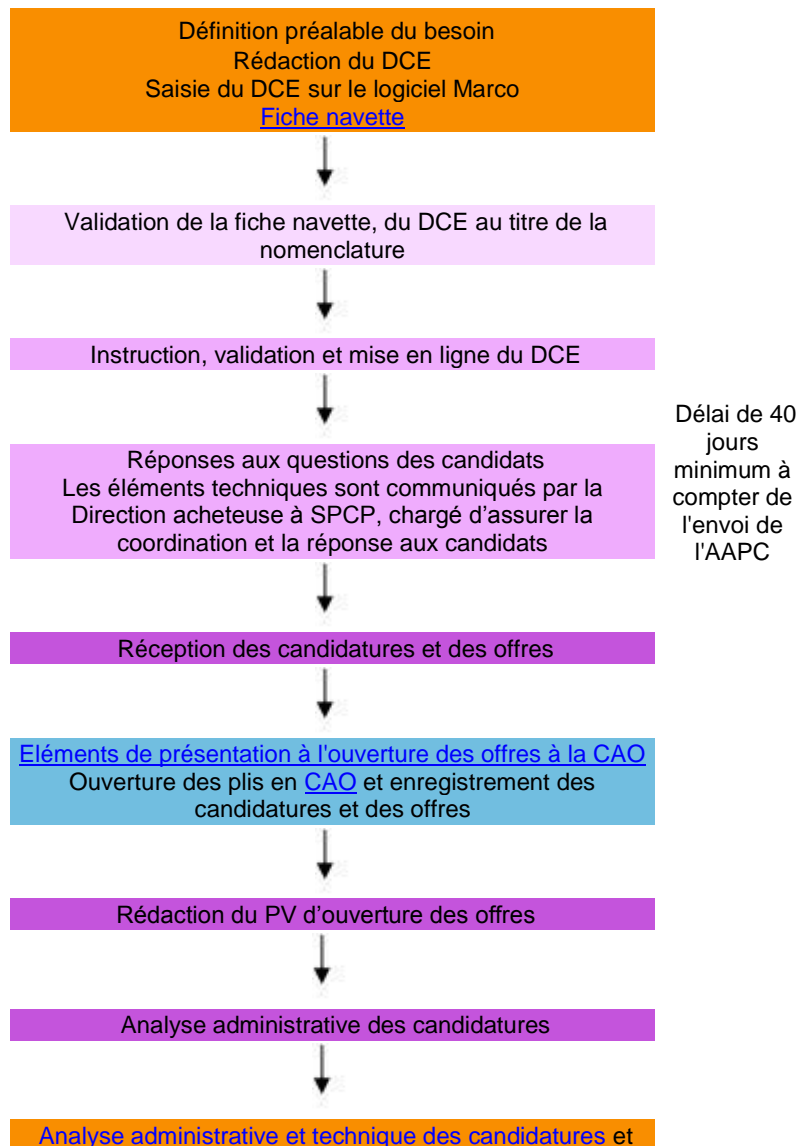 Définition préalable du besoin
Rédaction du DCE
Saisie du DCE sur le logiciel Marco
Fiche navette
Validation de la fiche navette, du DCE au titre de la
nomenclature
Instruction, validation et mise en ligne du DCE
Réponses aux questions des candidats
Les éléments techniques sont communiqués par la
Direction acheteuse à SPCP, chargé d’assurer la
coordination et la réponse aux candidats
Délai de 40
jours
minimum à
compter de
l'envoi de
l'AAPC
Réception des candidatures et des offres
Eléments de présentation à l'ouverture des offres à la CAO
Ouverture des plis en CAO et enregistrement des
candidatures et des offres
Rédaction du PV d’ouverture des offres
Analyse administrative des candidatures
Analyse administrative et technique des candidatures et